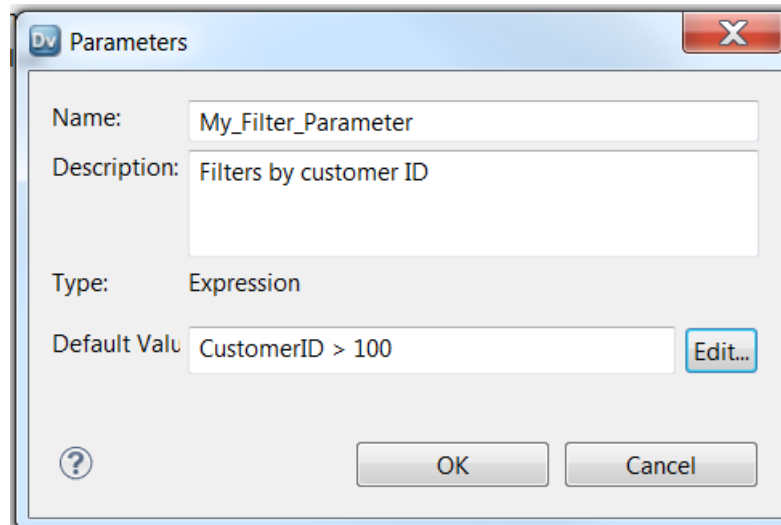 Dv Parameters
X
Name: My_Filter_Parameter
Description: Filters by customer ID
Type: Expression
Default Valu CustomerID > 100 Edit...
? OK Cancel